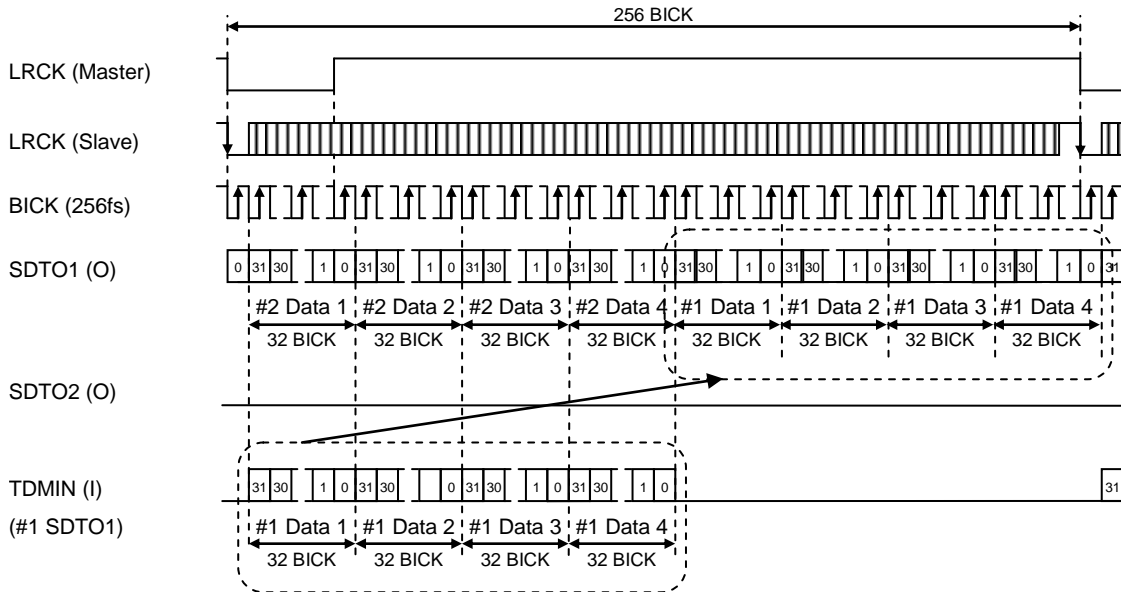 256 BICK
LRCK (Master)
LRCK (Slave)
BICK (256fs)
SDTO1 (O)
0 31 30 1 0 31 30 1 0 31 30 1 0 31 30 1 0 31 30 1 0 31 30 1 0 31 30 1 0 31 30 1 0 31
#2 Data 1 #2 Data 2 #2 Data 3 #2 Data 4 #1 Data 1 #1 Data 2 #1 Data 3 #1 Data 4
32 BICK 32 BICK 32 BICK 32 BICK 32 BICK 32 BICK 32 BICK 32 BICK
SDTO2 (O)
TDMIN (I)
31 30 1 0 31 30 0 31 30 1 0 31 30 1 0 31
(#1 SDTO1)
#1 Data 1 #1 Data 2 #1 Data 3 #1 Data 4
32 BICK 32 BICK 32 BICK 32 BICK